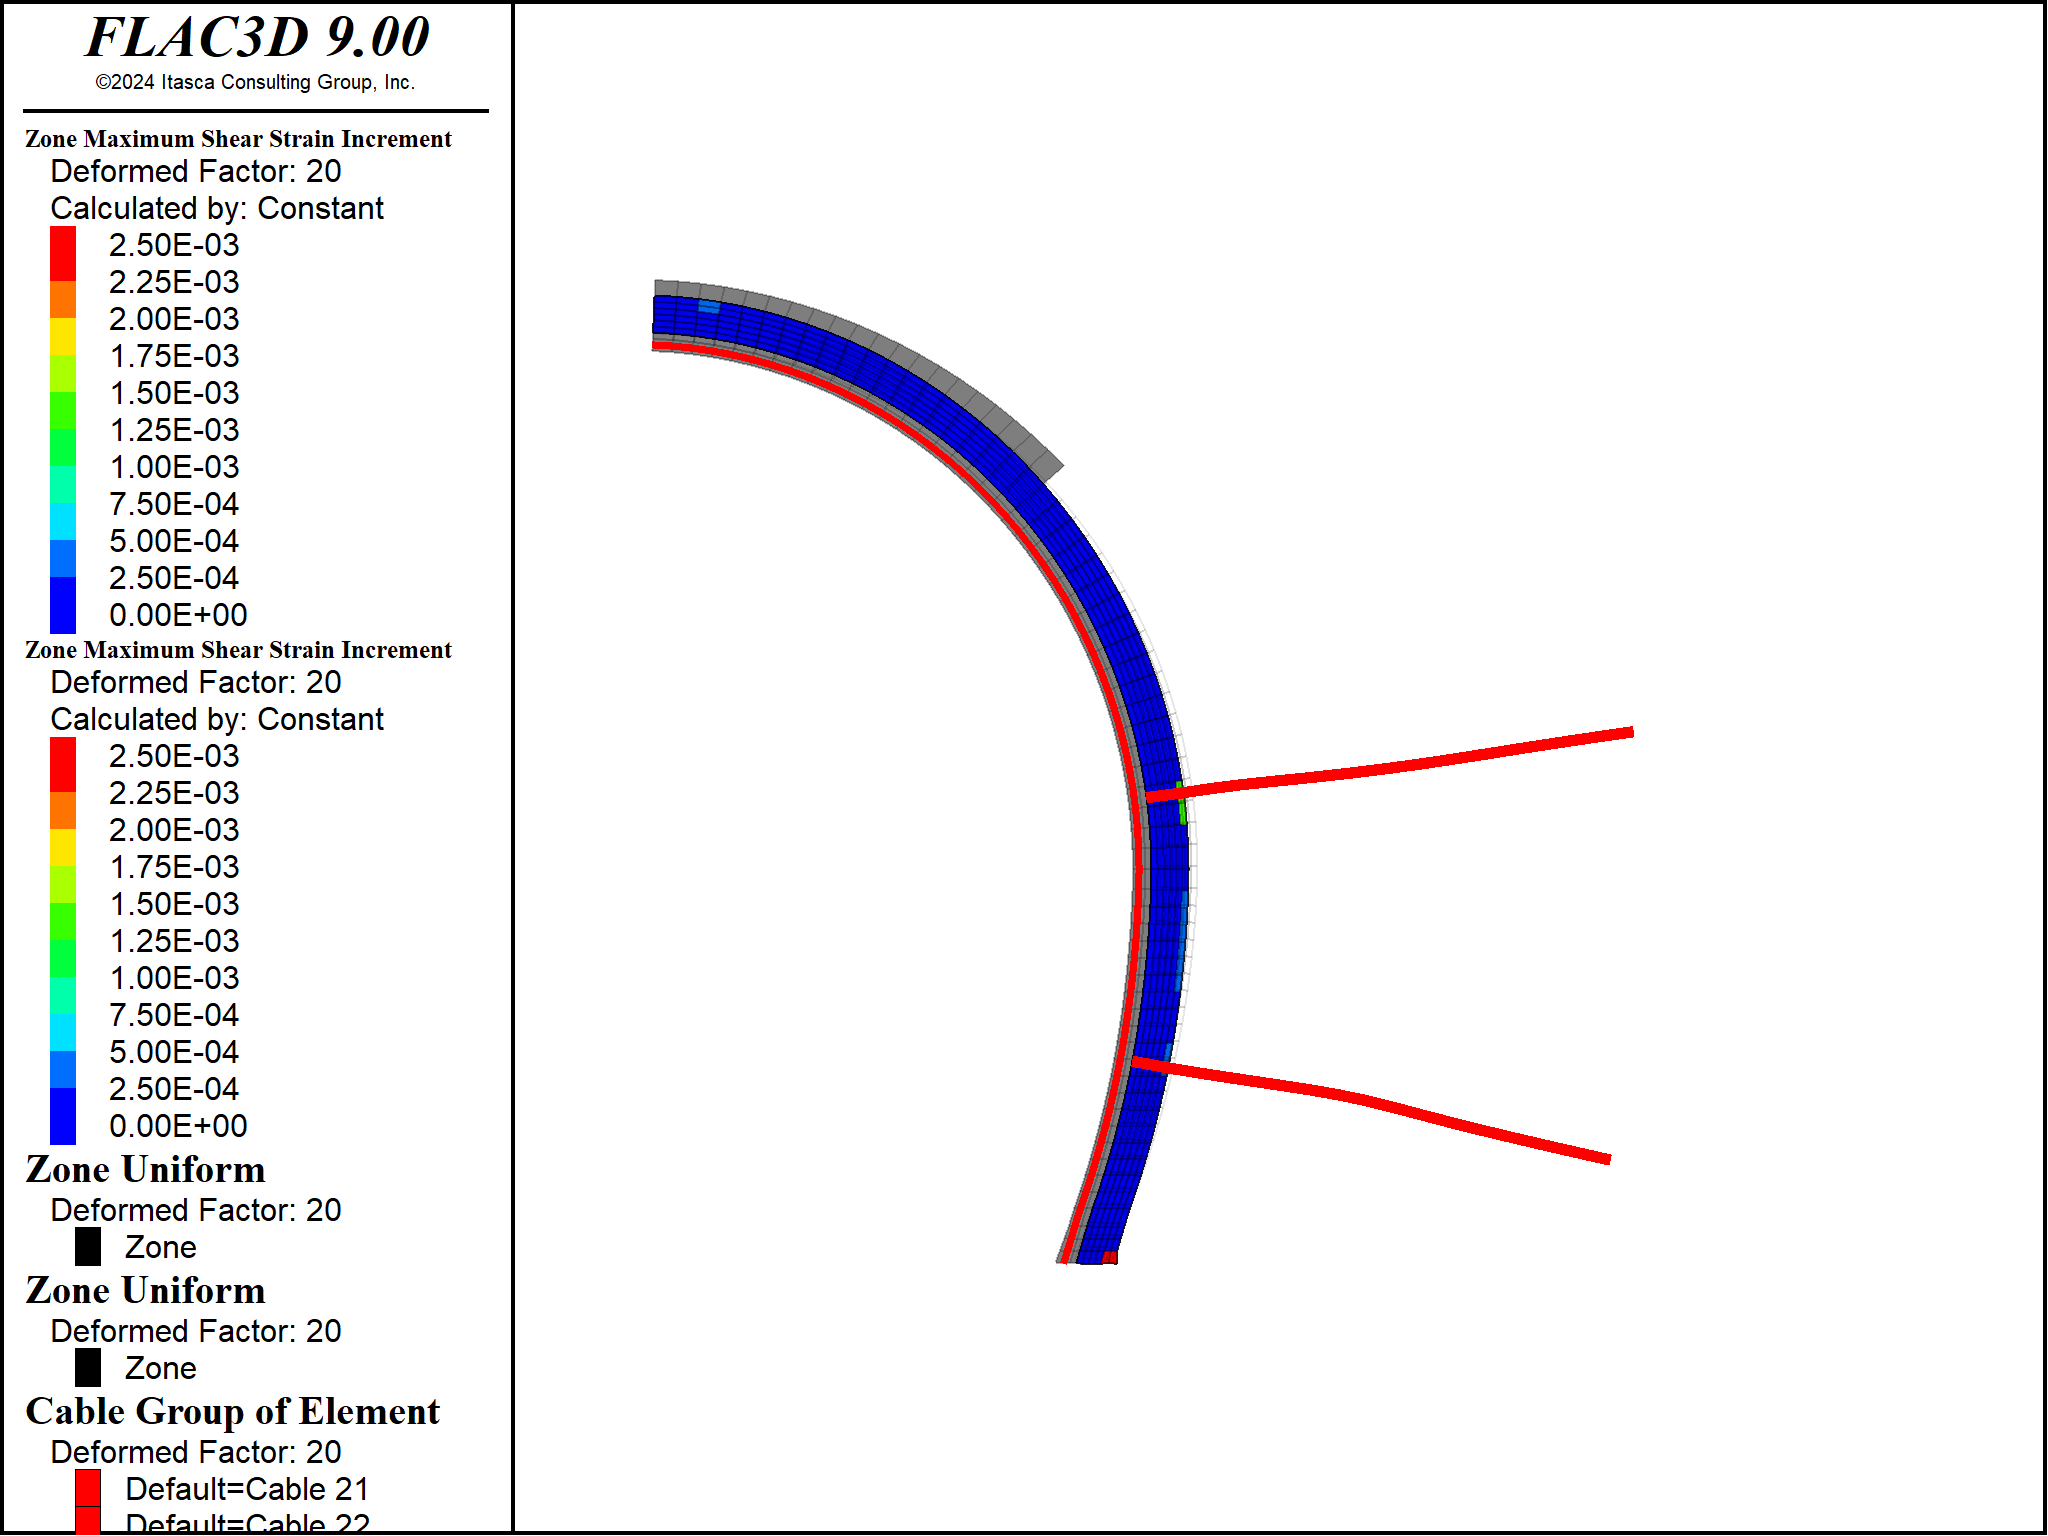 FLAC3D 9.00
©2024 Itasca Consulting Group, Inc.
Zone Maximum Shear Strain Increment
Deformed Factor: 20
Calculated by: Constant
2.50E-03
2.25E-03
2.00E-03
1.75E-03
1.50E-03
1.25E-03
1.00E-03
7.50E-04
5.00E-04
2.50E-04
0.00E+00
Zone Maximum Shear Strain Increment
Deformed Factor: 20
Calculated by: Constant
2.50E-03
2.25E-03
2.00E-03
1.75E-03
1.50E-03
1.25E-03
1.00E-03
7.50E-04
5.00E-04
2.50E-04
0.00E+00
Zone Uniform
Deformed Factor: 20
Zone
Zone Uniform
Deformed Factor: 20
Zone
Cable Group of Element
Deformed Factor: 20
Default=Cable 21
Default=Cable 22